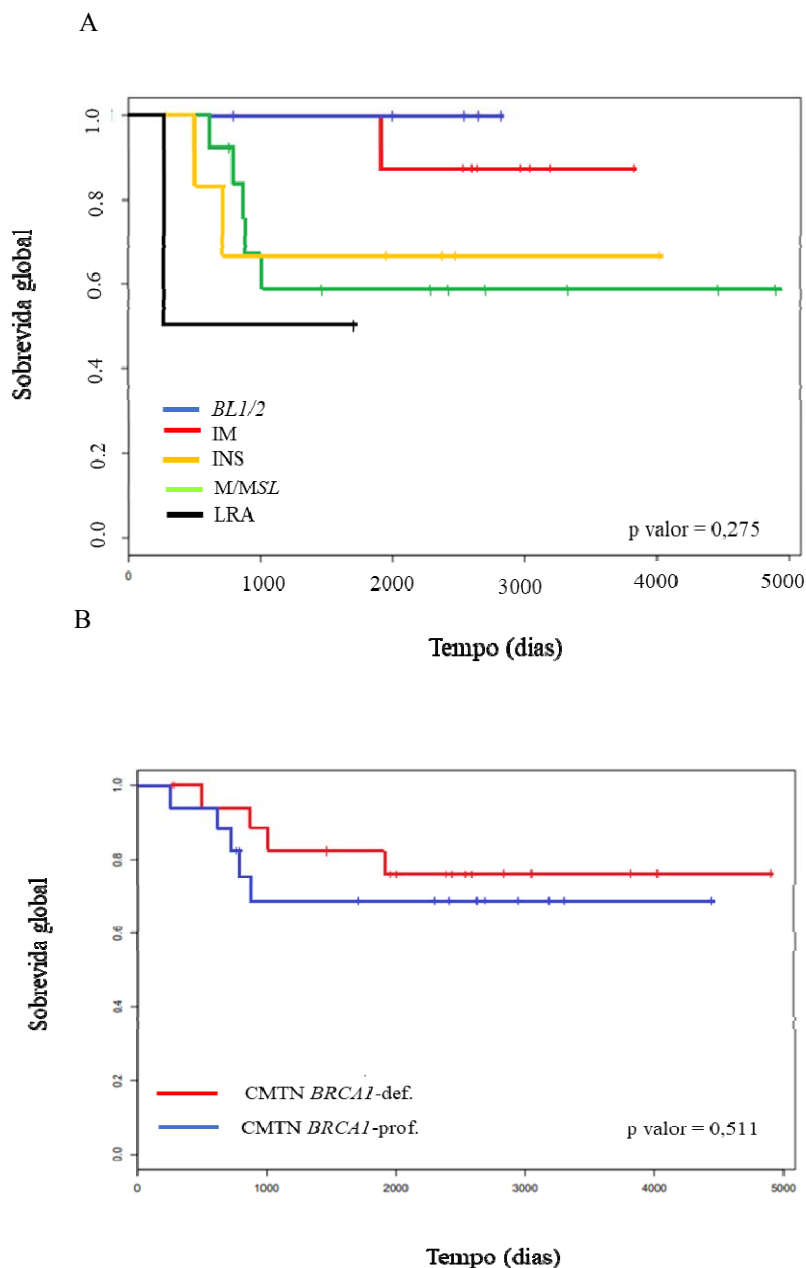 A
Sobrevida global
1.0
0.8
0.6
0.4
0.2
0.0
BL1/2
IM
INS
M/MSL
LRA
p valor = 0,275
0 1000 2000 3000 4000 5000
Tempo (dias)
B
Sobrevida global
1.0
0.8
0.6
0.4
0.2
0.0
CMTN BRCA1-def.
CMTN BRCA1-prof.
p valor = 0,511
0 1000 2000 3000 4000 5000
Tempo (dias)